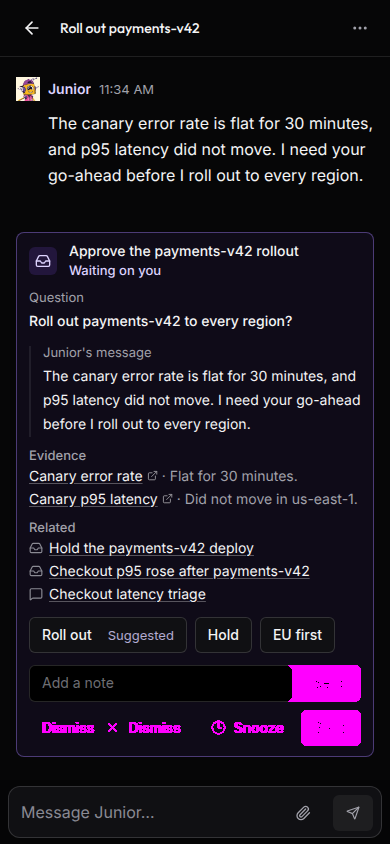 Roll out payments-v42
Junior 11:34 AM
The canary error rate is flat for 30 minutes,
and p95 latency did not move. I need your
go-ahead before I roll out to every region.
Approve the payments-v42 rollout
Waiting on you
Question
Roll out payments-v42 to every region?
Junior's message
The canary error rate is flat for 30 minutes, and
p95 latency did not move. I need your go-ahead
before I roll out to every region.
Evidence
Canary error rate · Flat for 30 minutes.
Canary p95 latency · Did not move in us-east-1.
Related
Hold the payments-v42 deploy
Checkout p95 rose after payments-v42
Checkout latency triage
Roll out Suggested Hold EU first
Add a note
Dismiss × Dismiss Snooze
Message Junior...